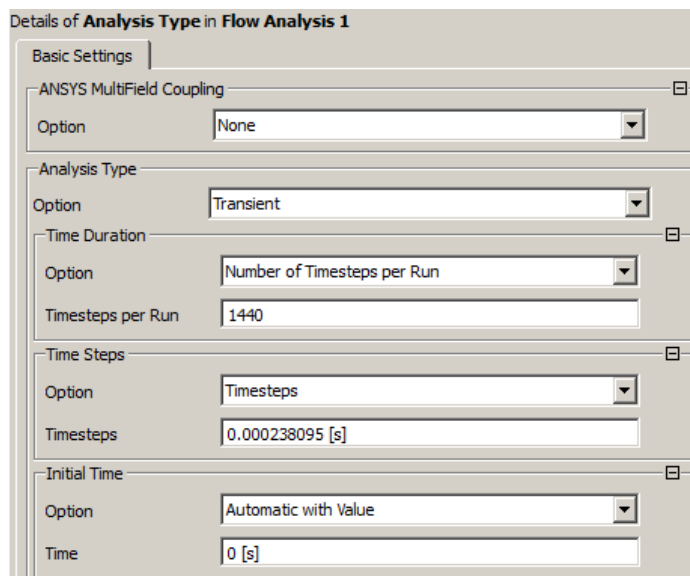 Details of Analysis Type in Flow Analysis 1
Basic Settings
ANSYS MultiField Coupling
Option None
Analysis Type
Option Transient
Time Duration
Option Number of Timesteps per Run
Timesteps per Run 1440
Time Steps
Option Timesteps
Timesteps 0.000238095 [s]
Initial Time
Option Automatic with Value
Time 0 [s]